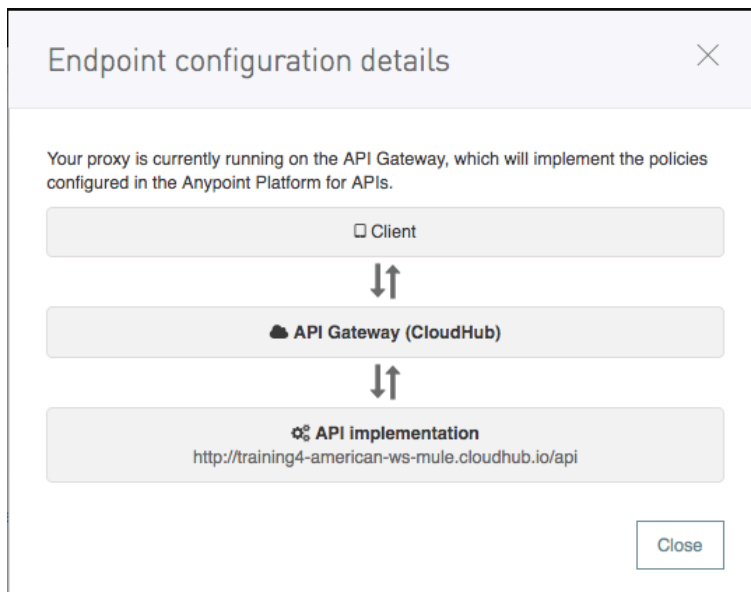 Endpoint configuration details
Your proxy is currently running on the API Gateway, which will implement the policies
configured in the Anypoint Platform for APIs.
Client
API Gateway (CloudHub)
API implementation
http://training4-american-ws-mule.cloudhub.io/api
Close